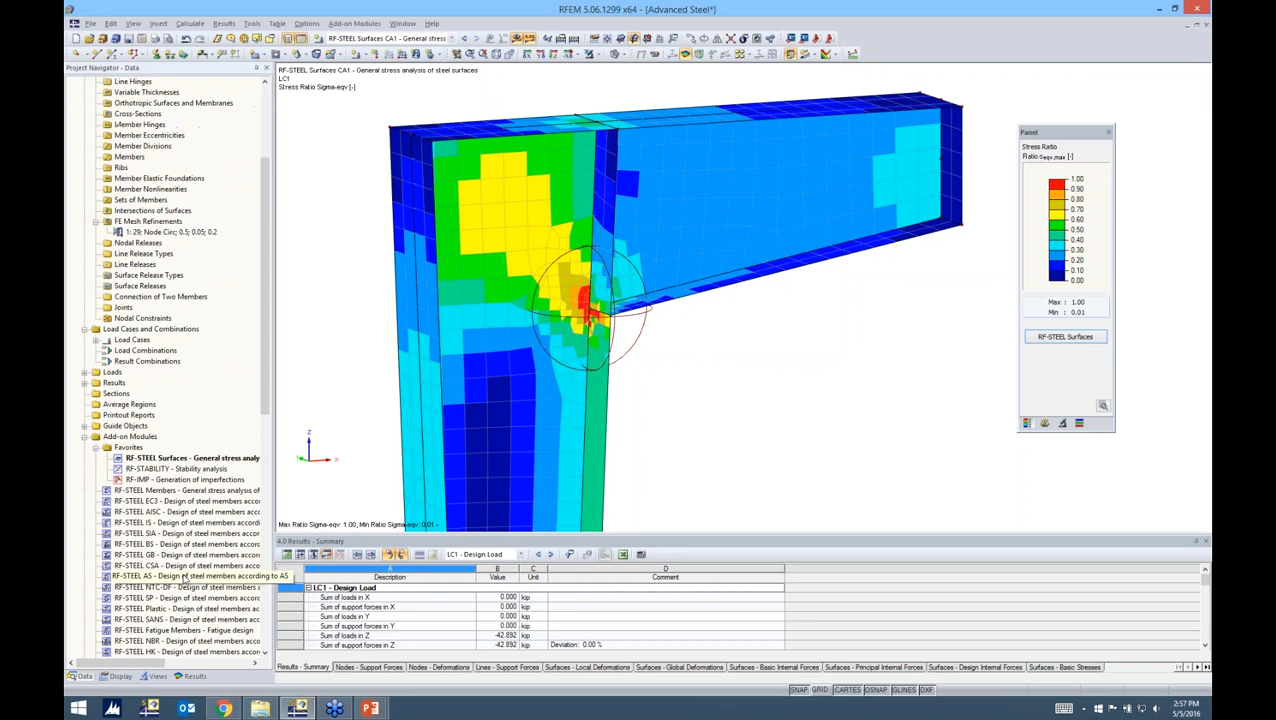 RFEM 5.06.1299 x64 - [Advanced Steel*]
File Edit View Insert Calculate Results Tools Table Options Add-on Modules Window Help
RF-STEEL Surfaces CA1 - General stress
Project Navigator - Data
Line Hinges
Variable Thicknesses
Orthotropic Surfaces and Membranes
Cross-Sections
Member Hinges
Member Eccentricities
Member Divisions
Members
Ribs
Member Elastic Foundations
Member Nonlinearities
Sets of Members
Intersections of Surfaces
FE Mesh Refinements
1: 29; Node Circ; 0.5; 0.05; 0.2
Nodal Releases
Line Release Types
Line Releases
Surface Release Types
Surface Releases
Connection of Two Members
Joints
Nodal Constraints
Load Cases and Combinations
Load Cases
Load Combinations
Result Combinations
Loads
Results
Sections
Average Regions
Printout Reports
Guide Objects
Add-on Modules
Favorites
RF-STEEL Surfaces - General stress analy
RF-STABILITY - Stability analysis
RF-IMP - Generation of imperfections
RF-STEEL Members - General stress analysis of
RF-STEEL EC3 - Design of steel members accor
RF-STEEL AISC - Design of steel members accor
RF-STEEL IS - Design of steel members accordi
RF-STEEL SIA - Design of steel members accor
RF-STEEL BS - Design of steel members accord
RF-STEEL GB - Design of steel members accor
RF-STEEL CSA - Design of steel members accor
RF-STEEL AS - Design of steel members according to AS
RF-STEEL NTC-DF - Design of steel members
RF-STEEL SP - Design of steel members accord
RF-STEEL Plastic - Design of steel members
RF-STEEL SANS - Design of steel members
RF-STEEL Fatigue Members - Fatigue design
RF-STEEL NBR - Design of steel members accor
RF-STEEL HK - Design of steel members accor
Data Display Views Results
RF-STEEL Surfaces CA1 - General stress analysis of steel surfaces
LC1
Stress Ratio Sigma-eqv [-]
Z
X
Max Ratio Sigma-eqv: 1.00, Min Ratio Sigma-eqv: 0.01 -
Panel
Stress Ratio
Ratio σeqv,max [-]
1.00
0.90
0.80
0.70
0.60
0.50
0.40
0.30
0.20
0.10
0.00
Max : 1.00
Min : 0.01
RF-STEEL Surfaces
4.0 Results - Summary
LC1 - Design Load
A B C D
Description Value Unit Comment
LC1 - Design Load
Sum of loads in X 0.000 kip
Sum of support forces in X 0.000 kip
Sum of loads in Y 0.000 kip
Sum of support forces in Y 0.000 kip
Sum of loads in Z -42.892 kip
Sum of support forces in Z -42.892 kip Deviation: 0.00 %
Results - Summary Nodes - Support Forces Nodes - Deformations Lines - Support Forces Surfaces - Local Deformations Surfaces - Global Deformations Surfaces - Basic Internal Forces Surfaces - Principal Internal Forces Surfaces - Design Internal Forces Surfaces - Basic Stresses
SNAP GRID CARTES OSNAP GLINES DXF
2:57 PM
5/5/2016